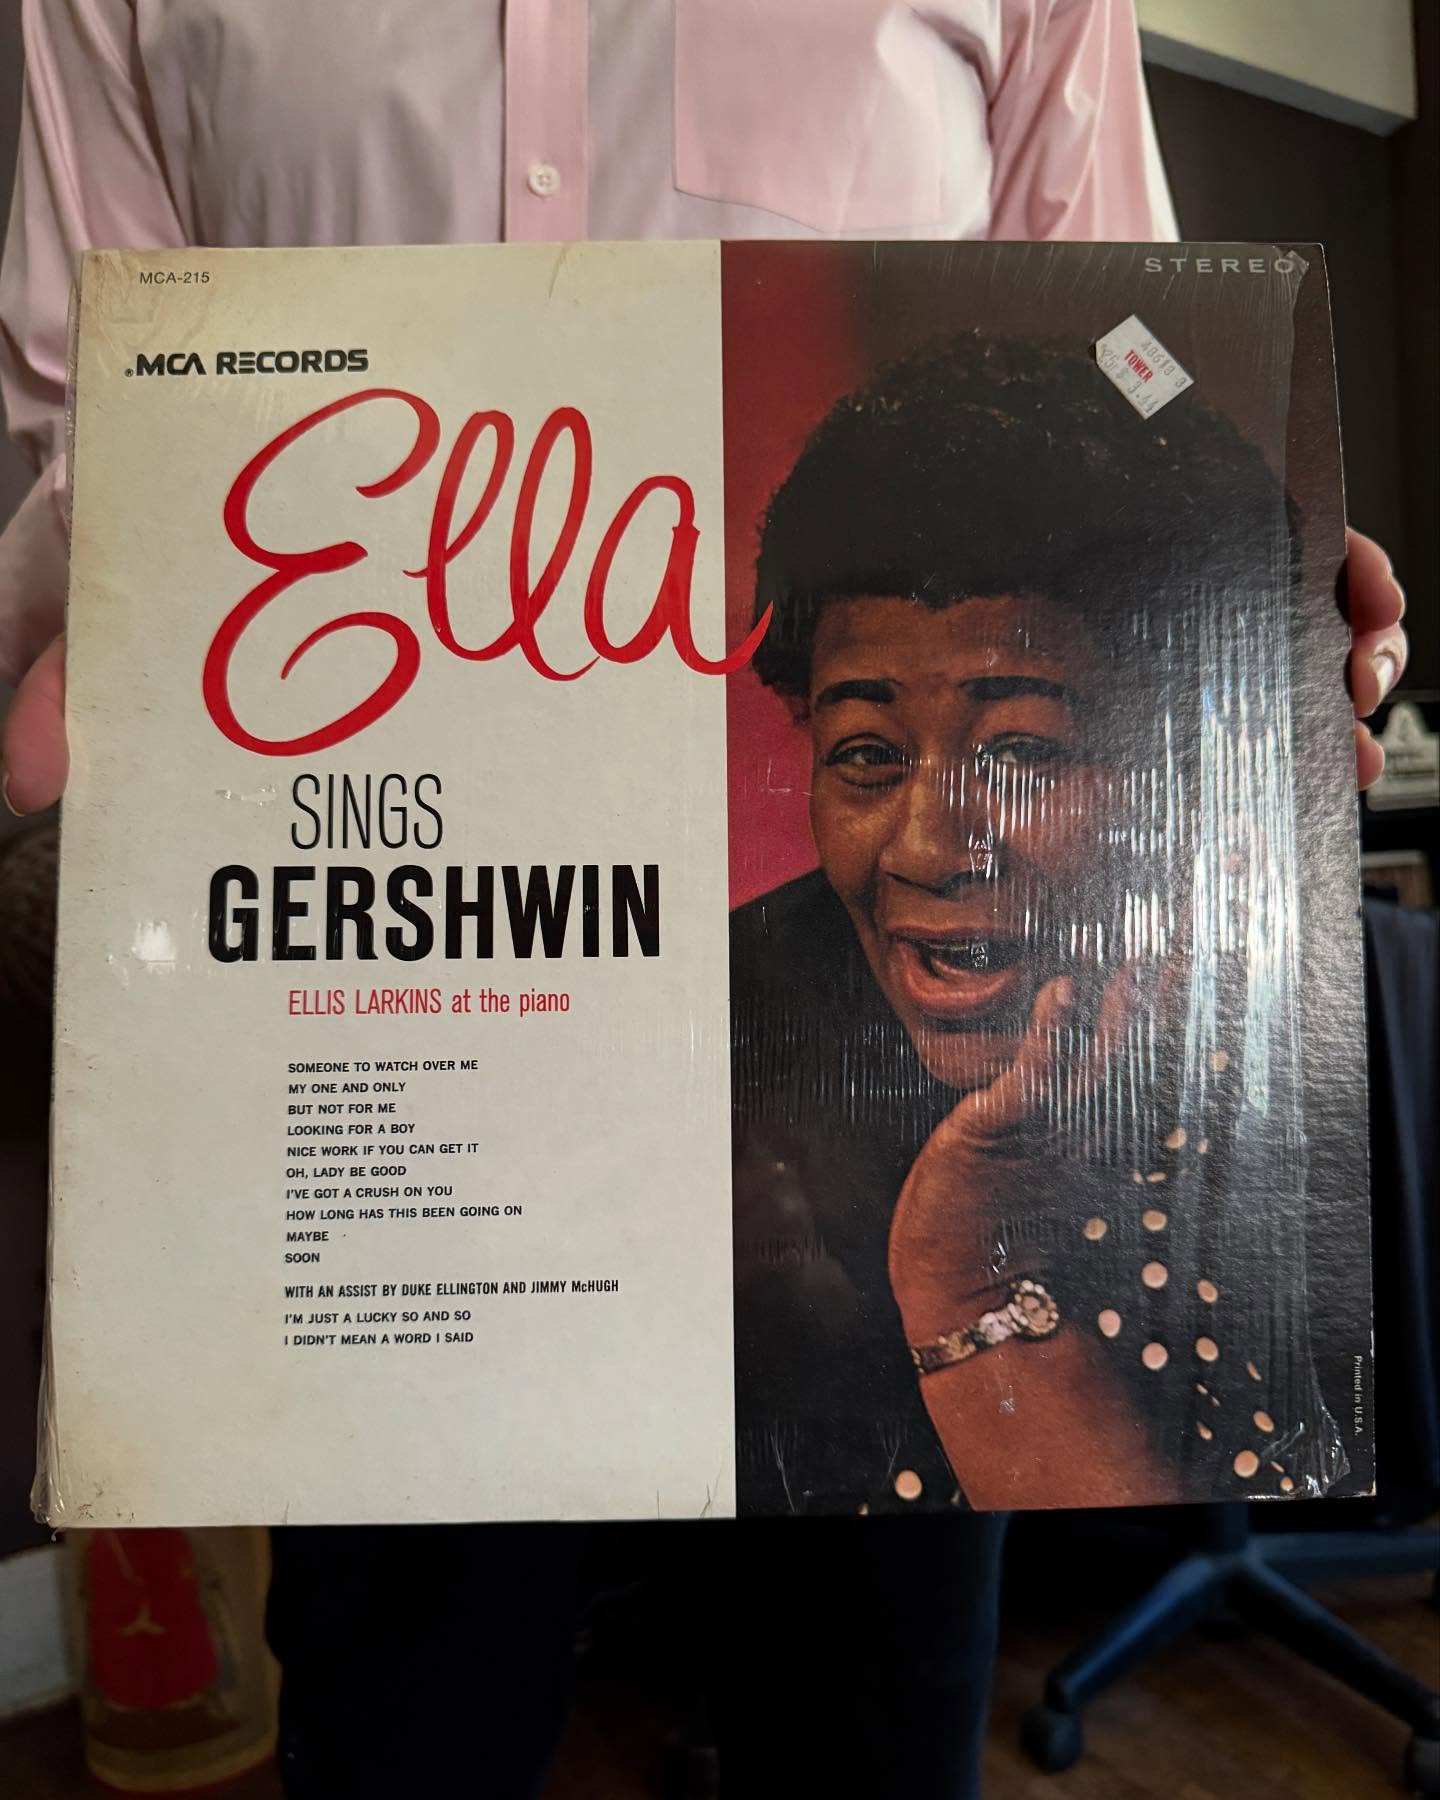 MCA-215
STEREO
®MCA RECORDS
TOWER
Ella
SINGS
GERSHWIN
ELLIS LARKINS at the piano
SOMEONE TO WATCH OVER ME
MY ONE AND ONLY
BUT NOT FOR ME
LOOKING FOR A BOY
NICE WORK IF YOU CAN GET IT
OH, LADY BE GOOD
I'VE GOT A CRUSH ON YOU
HOW LONG HAS THIS BEEN GOING ON
MAYBE
SOON
WITH AN ASSIST BY DUKE ELLINGTON AND JIMMY McHUGH
I'M JUST A LUCKY SO AND SO
I DIDN'T MEAN A WORD I SAID
Printed in U.S.A.